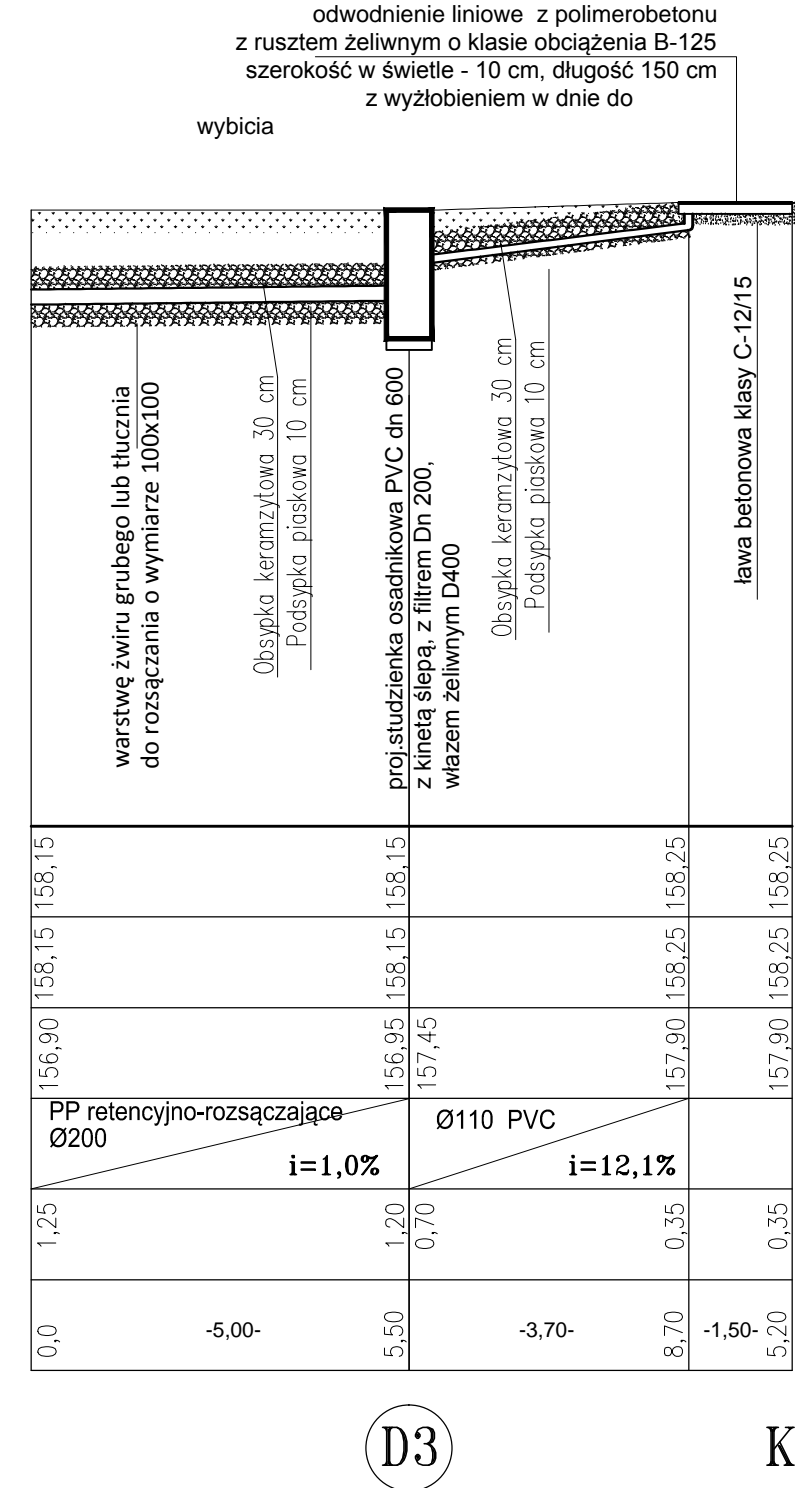 odwodnienie liniowe z polimerobetonu
z rusztem żeliwnym o klasie obciążenia B-125
szerokość w świetle - 10 cm, długość 150 cm
z wyżłobieniem w dnie do
wybicia
warstwę żwiru grubego lub tłucznia
do rozsączania o wymiarze 100x100
Obsypka keramzytowa 30 cm
Podsypka piaskowa 10 cm
proj.studzienka osadnikowa PVC dn 600
z kinetą ślepą, z filtrem Dn 200,
włazem żeliwnym D400
Obsypka keramzytowa 30 cm
Podsypka piaskowa 10 cm
ława betonowa klasy C-12/15
158,15 158,15 158,25 158,25
158,15 158,15 158,25 158,25
156,90 156,95 157,45 157,90 157,90
PP retencyjno-rozsączające
Ø200
i=1,0%
Ø110 PVC
i=12,1%
1,25 1,20 0,70 0,35 0,35
0,0 -5,00- 5,50 -3,70- 8,70 -1,50- 5,20
D3 K